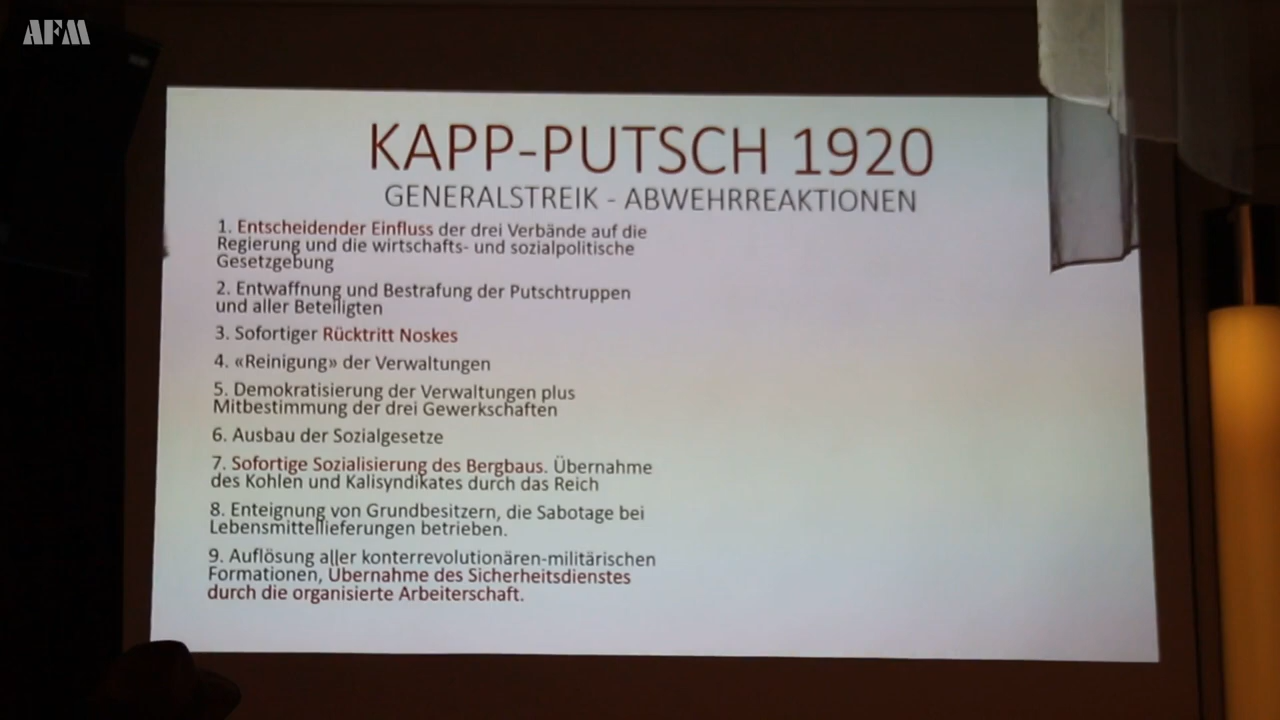 AFM
KAPP-PUTSCH 1920
GENERALSTREIK - ABWEHRREAKTIONEN
1. Entscheidender Einfluss der drei Verbände auf die
Regierung und die wirtschafts- und sozialpolitische
Gesetzgebung
2. Entwaffnung und Bestrafung der Putschtruppen
und aller Beteiligten
3. Sofortiger Rücktritt Noskes
4. «Reinigung» der Verwaltungen
5. Demokratisierung der Verwaltungen plus
Mitbestimmung der drei Gewerkschaften
6. Ausbau der Sozialgesetze
7. Sofortige Sozialisierung des Bergbaus. Übernahme
des Kohlen und Kalisyndikates durch das Reich
8. Enteignung von Grundbesitzern, die Sabotage bei
Lebensmittellieferungen betrieben.
9. Auflösung aller konterrevolutionären-militärischen
Formationen, Übernahme des Sicherheitsdienstes
durch die organisierte Arbeiterschaft.